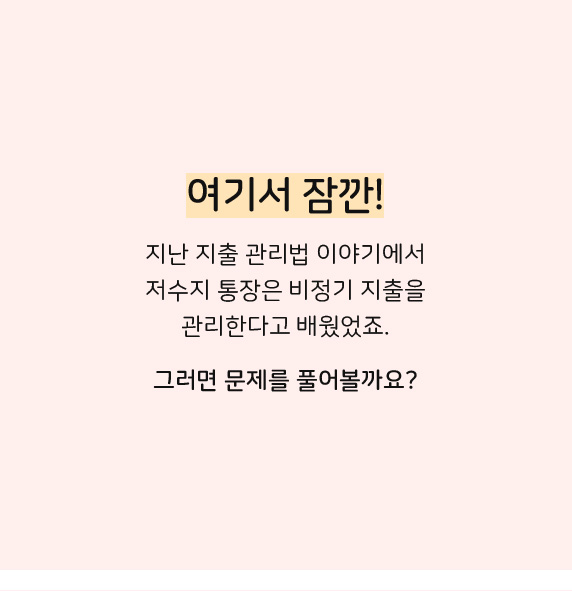 여기서 잠깐!
지난 지출 관리법 이야기에서
저수지 통장은 비정기 지출을
관리한다고 배웠었죠.
그러면 문제를 풀어볼까요?